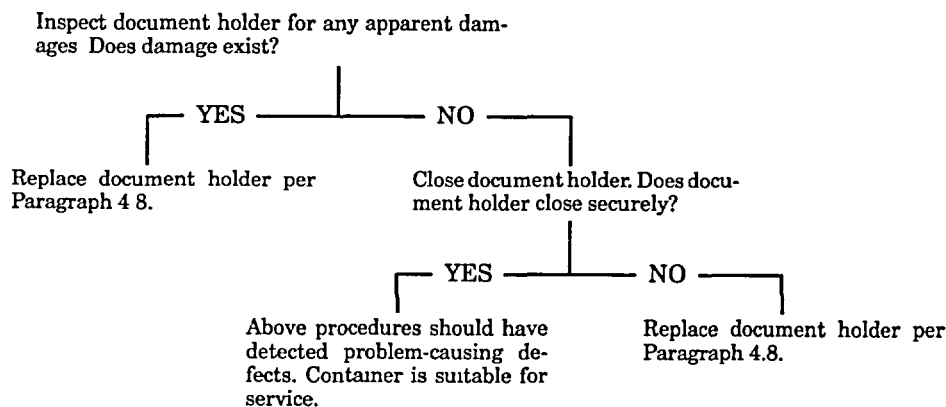 Inspect document holder for any apparent dam-
ages Does damage exist?
YES
NO
Replace document holder per
Paragraph 4 8.
Close document holder. Does docu-
ment holder close securely?
YES
NO
Above procedures should have
detected problem-causing de-
fects. Container is suitable for
service.
Replace document holder per
Paragraph 4.8.